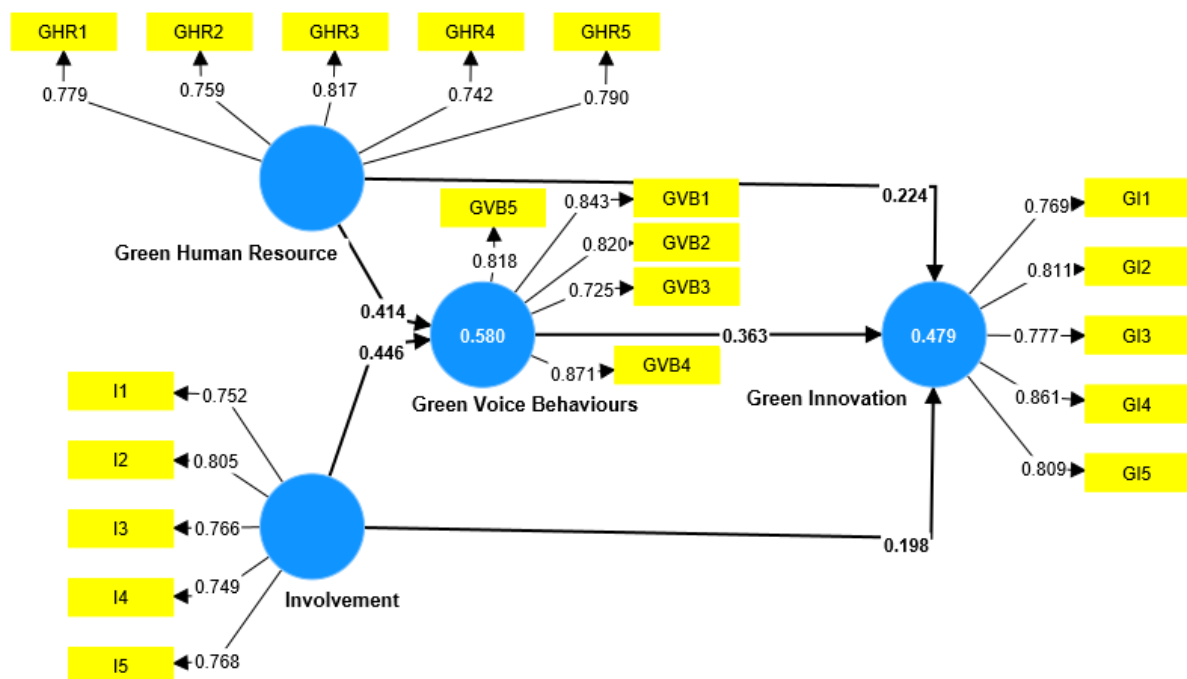 GHR1 GHR2 GHR3 GHR4 GHR5
0.779 0.759 0.817 0.742 0.790
Green Human Resource
0.224
0.414
0.446
GVB5
0.818
0.843 GVB1
0.820 GVB2
0.725 GVB3
0.871 GVB4
0.580
Green Voice Behaviours
0.363
0.479
Green Innovation
0.769 GI1
0.811 GI2
0.777 GI3
0.861 GI4
0.809 GI5
I1 0.752
I2 0.805
I3 0.766
I4 0.749
I5 0.768
Involvement
0.198